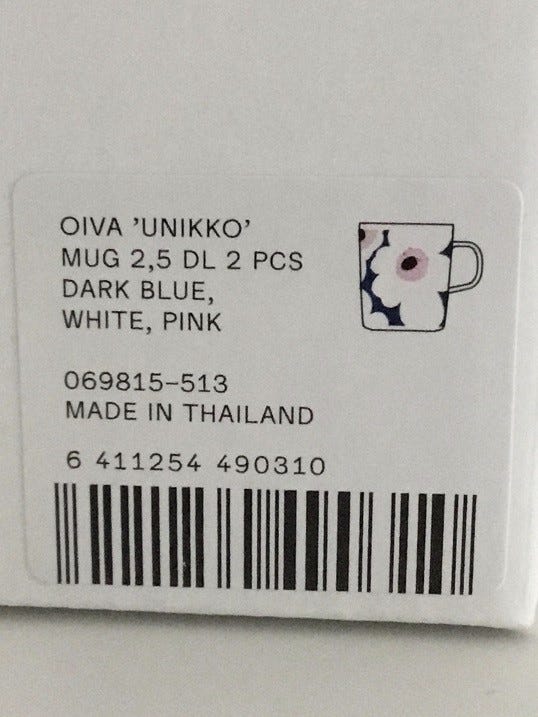 OIVA 'UNIKKO'
MUG 2,5 DL 2 PCS
DARK BLUE,
WHITE, PINK
069815-513
MADE IN THAILAND
6 411254 490310